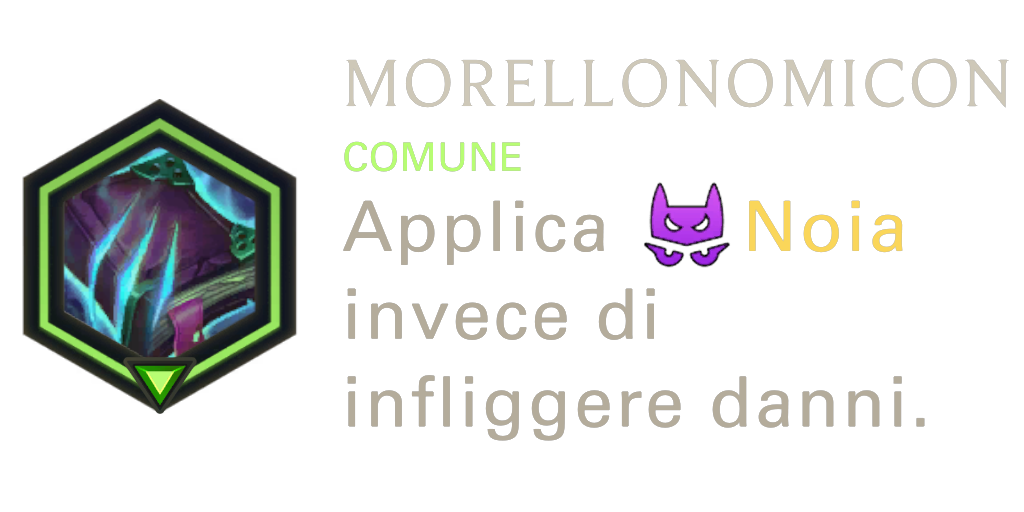 MORELLONOMICON
COMUNE
Applica Noia
invece di
infliggere danni.